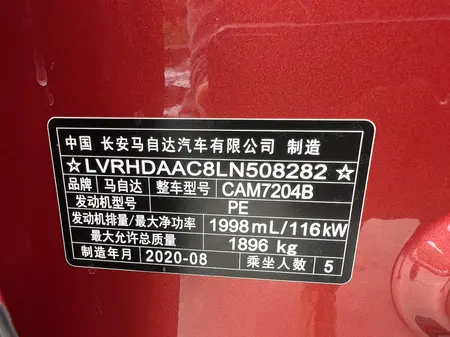 中国 长安马自达汽车有限公司 制造
☆LVRHDAAC8LN508282☆
品牌 马自达 整车型号 CAM7204B
发动机型号 PE
发动机排量/最大净功率 1998mL/116kW
最大允许总质量 1896 kg
制造年月 2020-08 乘坐人数 5